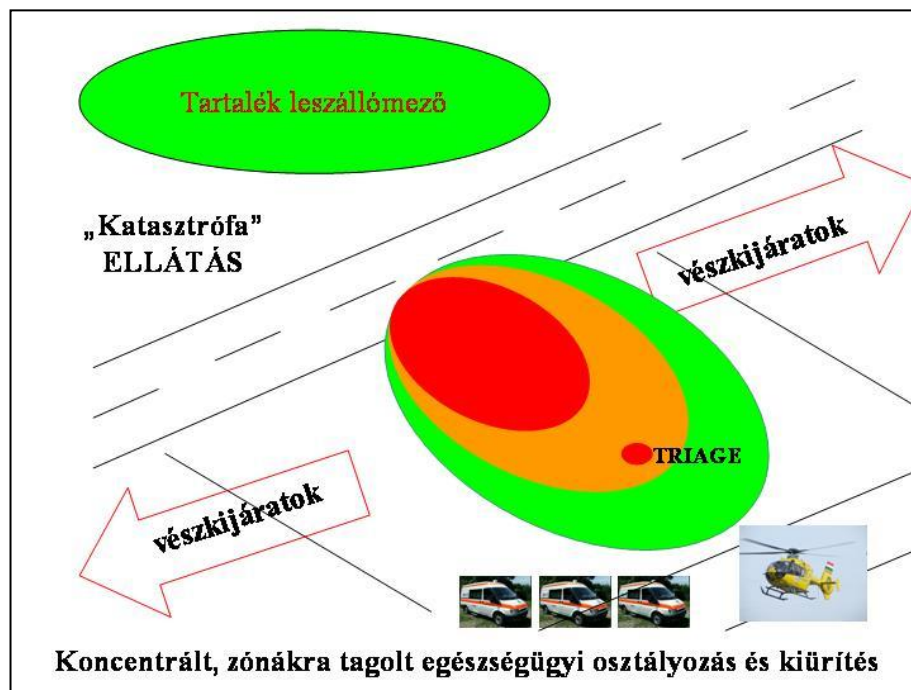 Tartalék leszállómező
„Katasztrófa”
ELLÁTÁS
vészkijáratok
TRIAGE
vészkijáratok
Koncentrált, zónákra tagolt egészségügyi osztályozás és kiürítés